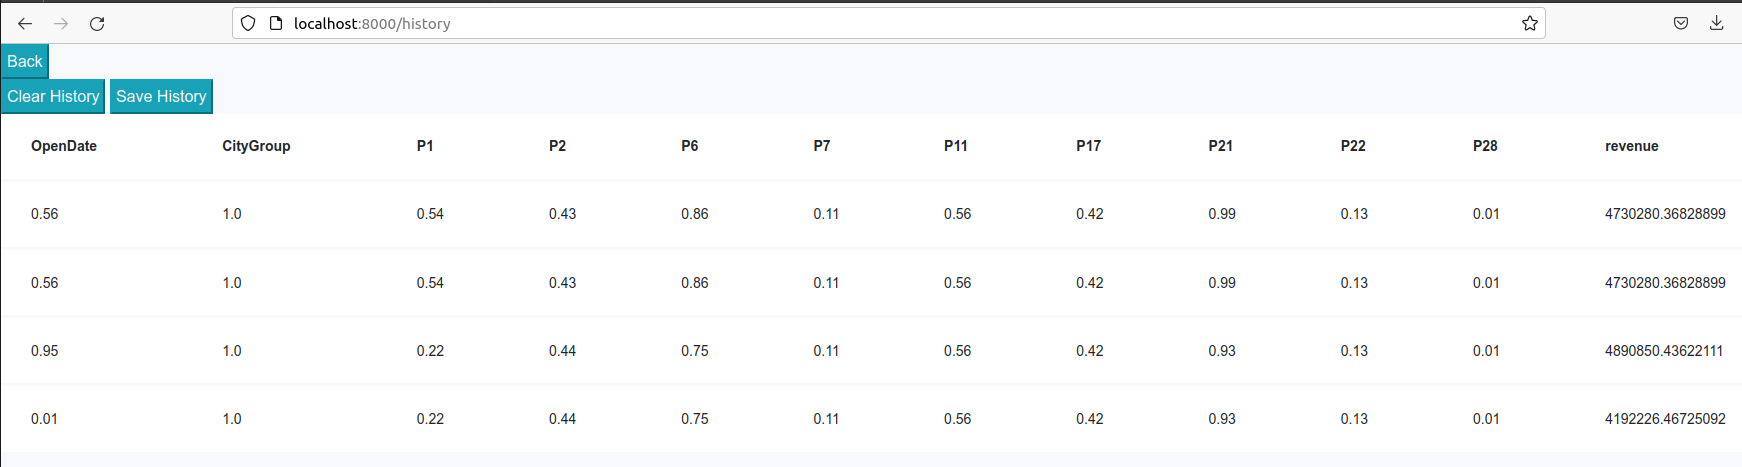 localhost:8000/history
Back
Clear History Save History
OpenDate CityGroup P1 P2 P6 P7 P11 P17 P21 P22 P28 revenue
0.56 1.0 0.54 0.43 0.86 0.11 0.56 0.42 0.99 0.13 0.01 4730280.36828899
0.56 1.0 0.54 0.43 0.86 0.11 0.56 0.42 0.99 0.13 0.01 4730280.36828899
0.95 1.0 0.22 0.44 0.75 0.11 0.56 0.42 0.93 0.13 0.01 4890850.43622111
0.01 1.0 0.22 0.44 0.75 0.11 0.56 0.42 0.93 0.13 0.01 4192226.46725092